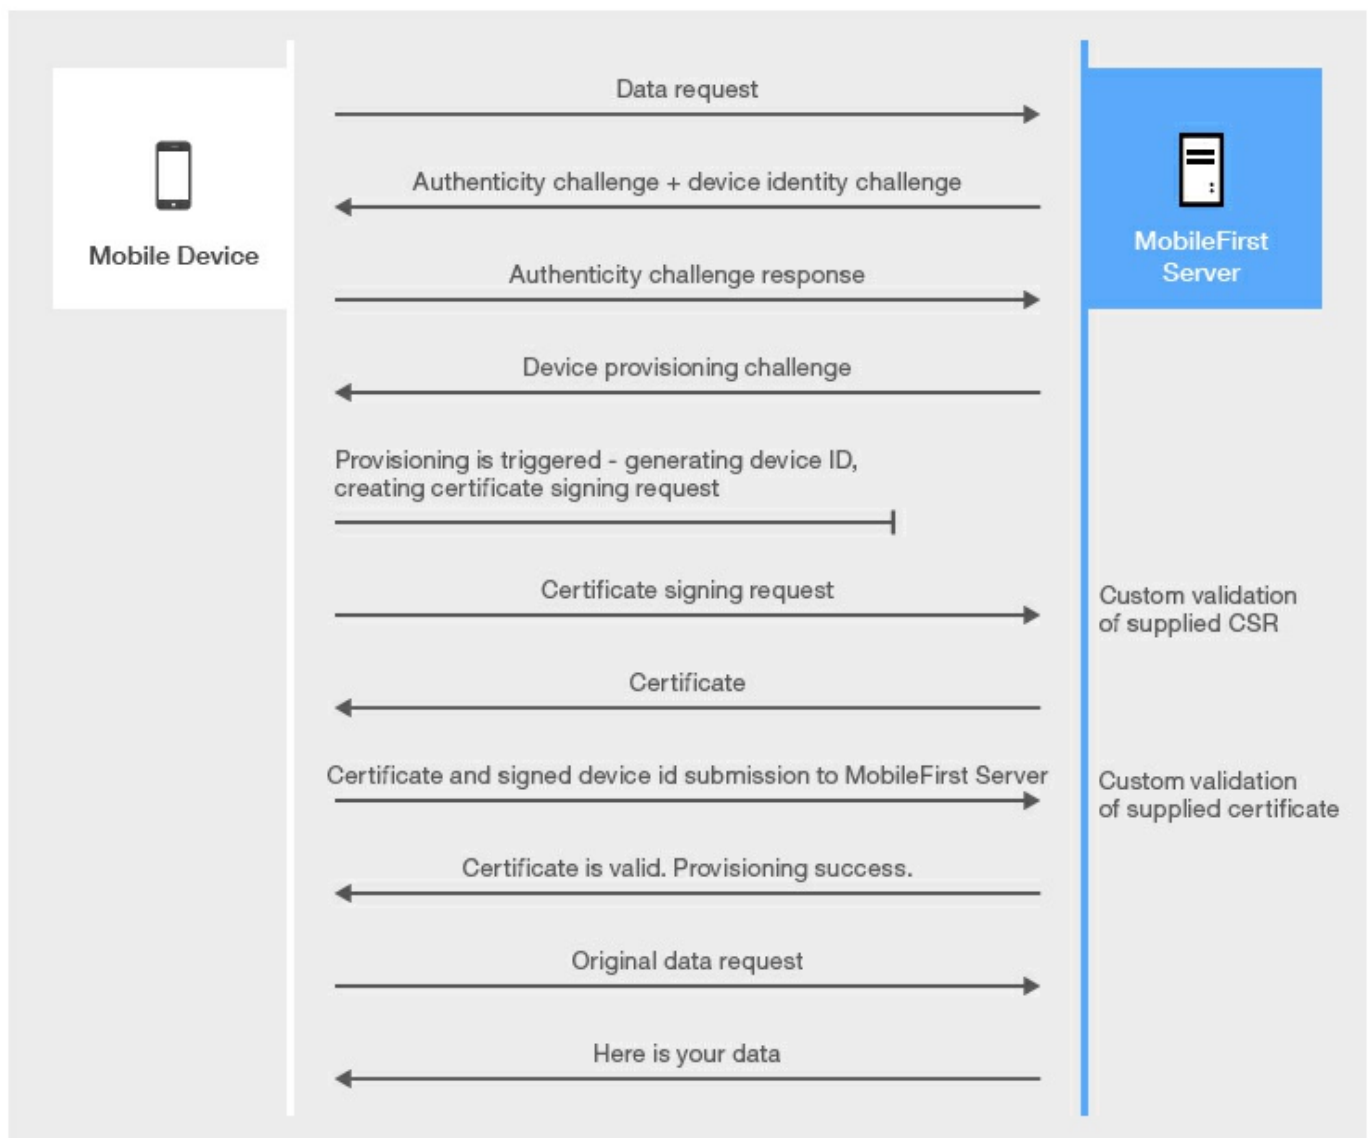 Data request
Authenticity challenge + device identity challenge
Mobile Device
MobileFirst
Server
Authenticity challenge response
Device provisioning challenge
Provisioning is triggered - generating device ID,
creating certificate signing request
Certificate signing request
Custom validation
of supplied CSR
Certificate
Certificate and signed device id submission to MobileFirst Server
Custom validation
of supplied certificate
Certificate is valid. Provisioning success.
Original data request
Here is your data